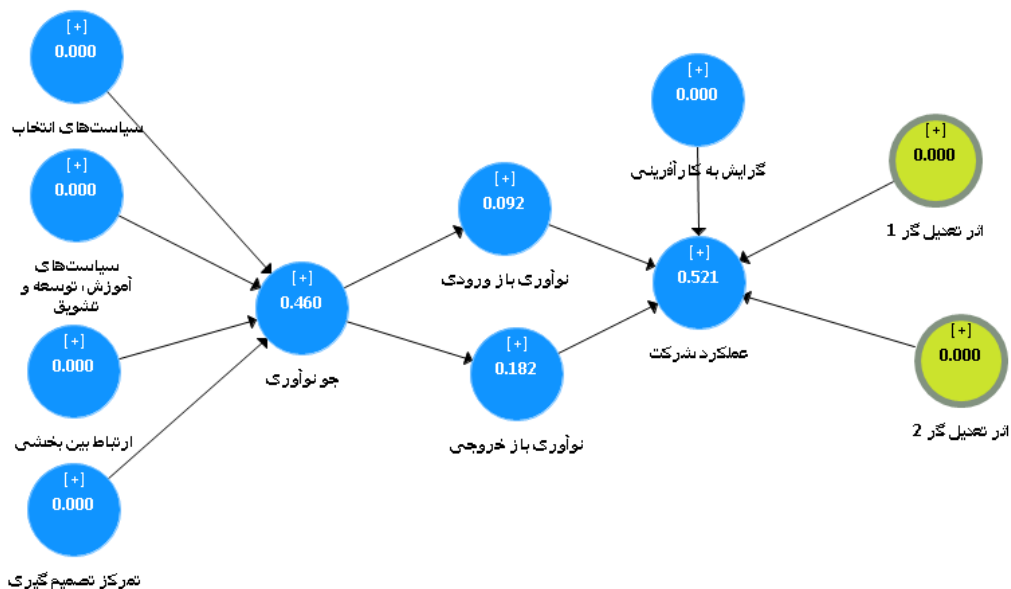 [+]
0.000
سیاست‌های انتخاب
[+]
0.000
سیاست‌های
آموزش، توسعه و
تشویق
[+]
0.000
ارتباط بین بخشی
[+]
0.000
تمرکز تصمیم گیری
[+]
0.460
جو نوآوری
[+]
0.092
نوآوری باز ورودی
[+]
0.182
نوآوری باز خروجی
[+]
0.000
گرایش به کارآفرینی
[+]
0.521
عملکرد شرکت
[+]
0.000
اثر تعدیل گر 1
[+]
0.000
اثر تعدیل گر 2